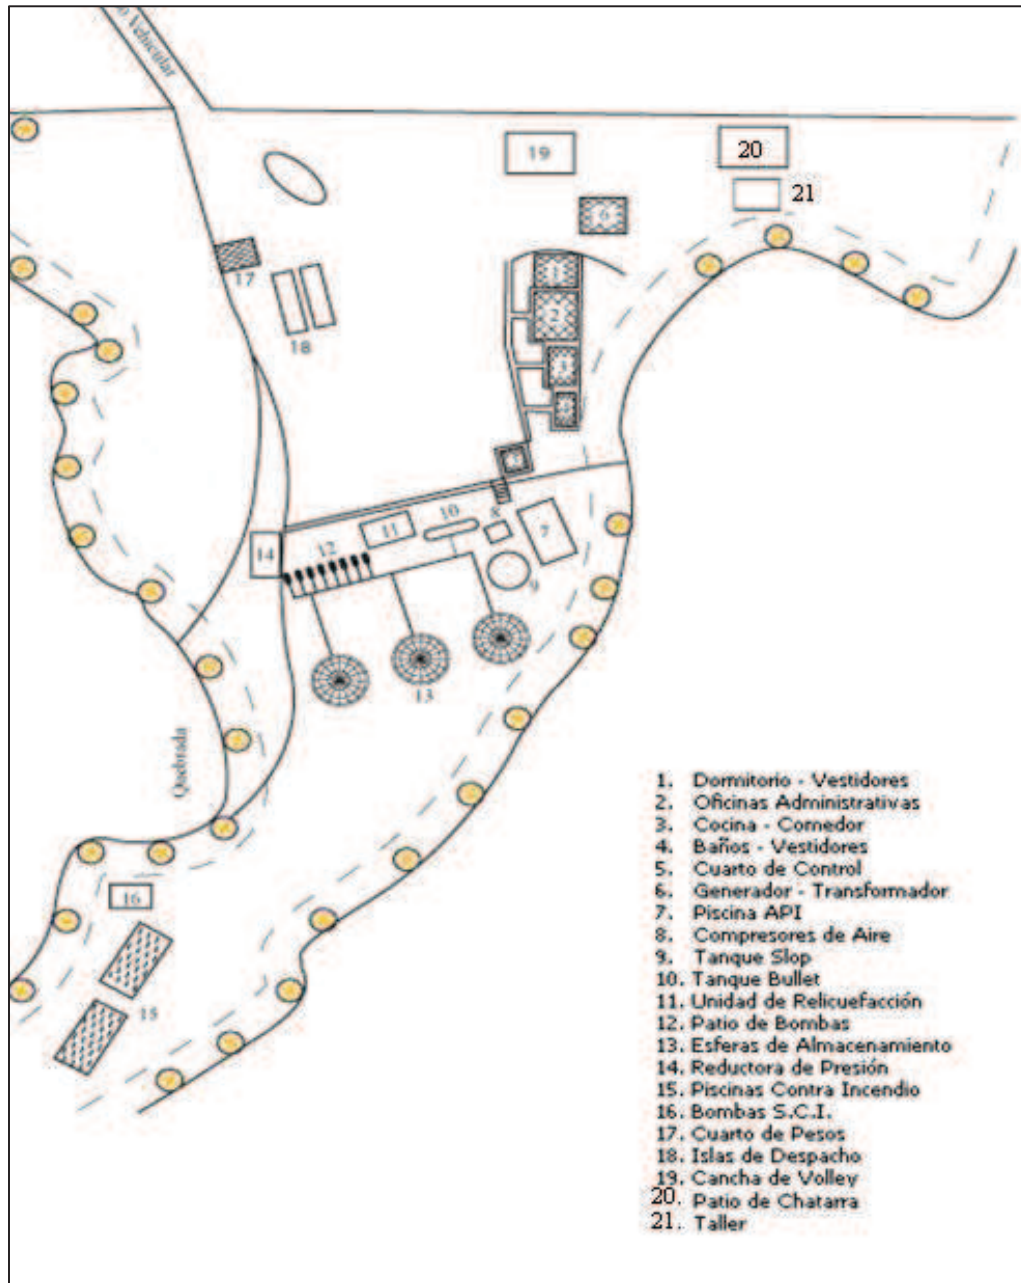 Vehicular
19
20
21
6
17
1
2
18
3
10
8
11
7
12
14
9
13
Quebrada
16
15
1. Dormitorio - Vestidores
2. Oficinas Administrativas
3. Cocina - Comedor
4. Baños - Vestidores
5. Cuarto de Control
6. Generador - Transformador
7. Piscina API
8. Compresores de Aire
9. Tanque Slop
10. Tanque Bullet
11. Unidad de Relicuefacción
12. Patio de Bombas
13. Esferas de Almacenamiento
14. Reductora de Presión
15. Piscinas Contra Incendio
16. Bombas S.C.I.
17. Cuarto de Pesos
18. Islas de Despacho
19. Cancha de Volley
20. Patio de Chatarra
21. Taller